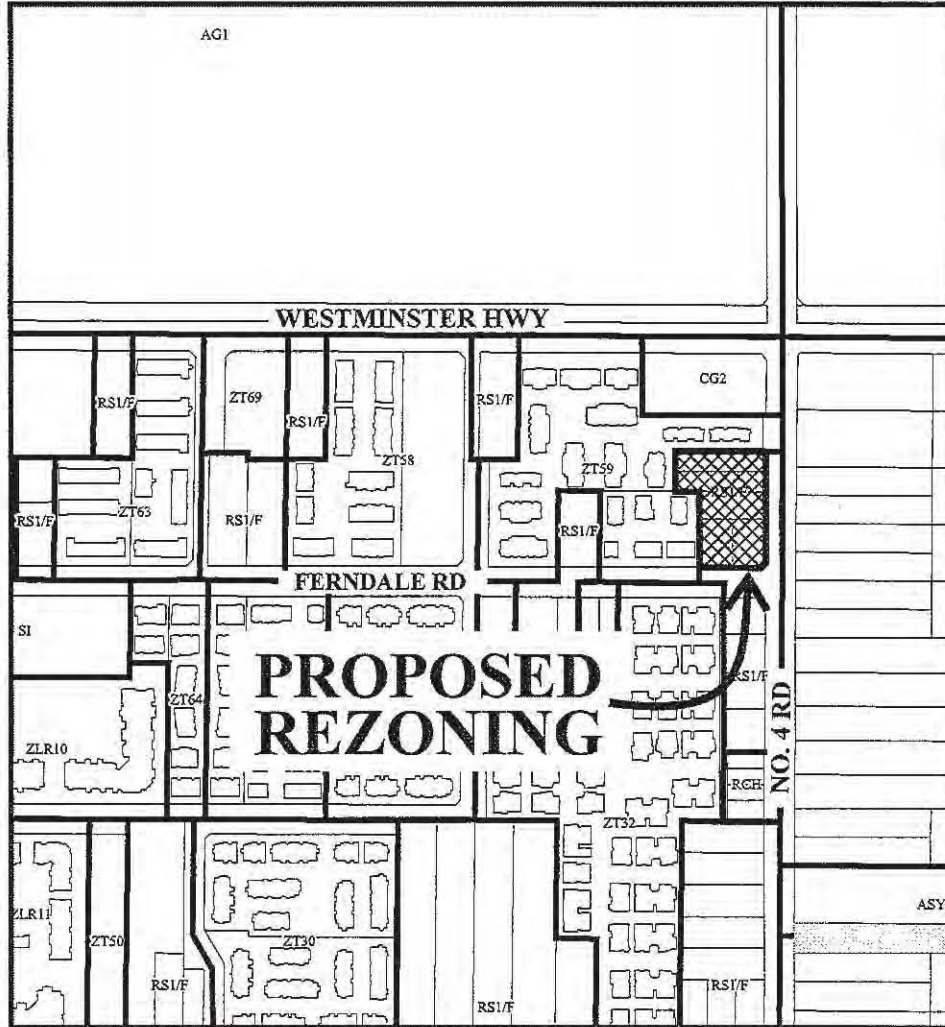 AG1
WESTMINSTER HWY
CG2
RS1/F
ZT69
RS1/F
RS1/F
ZT58
ZT59
RS1/F
ZT63
RS1/F
RS1/F
FERNDALE RD
SI
PROPOSED
REZONING
RS1/F
ZT64
NO. 4 RD
ZLR10
RCH
ZT32
ZLR11
ZT50
ZT30
ASY
RS1/F
RS1/F
RS1/F